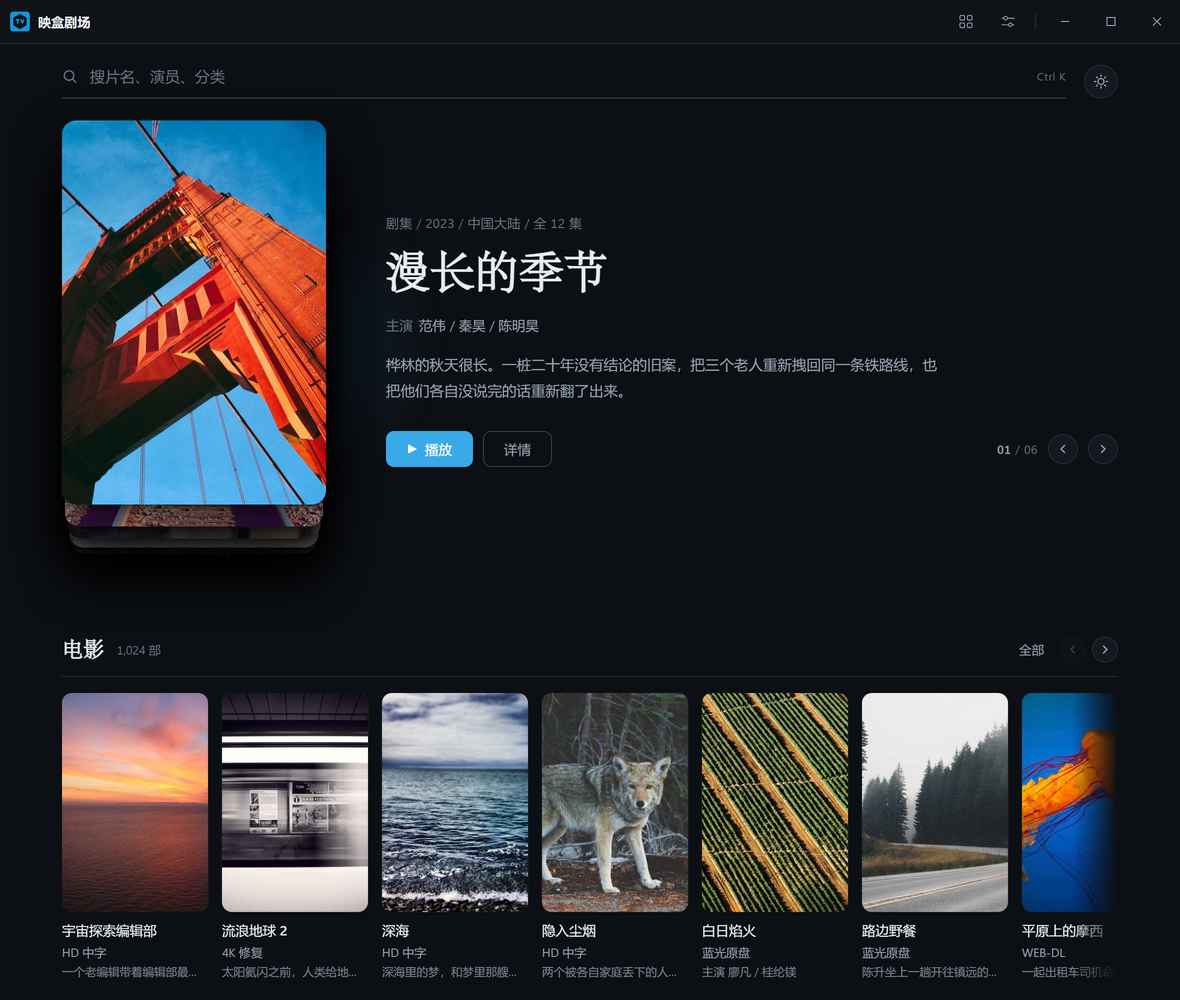 TV 映盒剧场
搜片名、演员、分类
Ctrl K
剧集 / 2023 / 中国大陆 / 全 12 集
漫长的季节
主演 范伟 / 秦昊 / 陈明昊
桦林的秋天很长。一桩二十年没有结论的旧案，把三个老人重新拽回同一条铁路线，也
把他们各自没说完的话重新翻了出来。
播放
详情
01 / 06
电影 1,024 部
全部
宇宙探索编辑部
HD 中字
一个老编辑带着编辑部最...
流浪地球 2
4K 修复
太阳氦闪之前，人类给地...
深海
HD 中字
深海里的梦，和梦里那艘...
隐入尘烟
HD 中字
两个被各自家庭丢下的人...
白日焰火
蓝光原盘
主演 廖凡 / 桂纶镁
路边野餐
蓝光原盘
陈升坐上一趟开往镇远的...
平原上的摩西
WEB-DL
一起出租车司机命